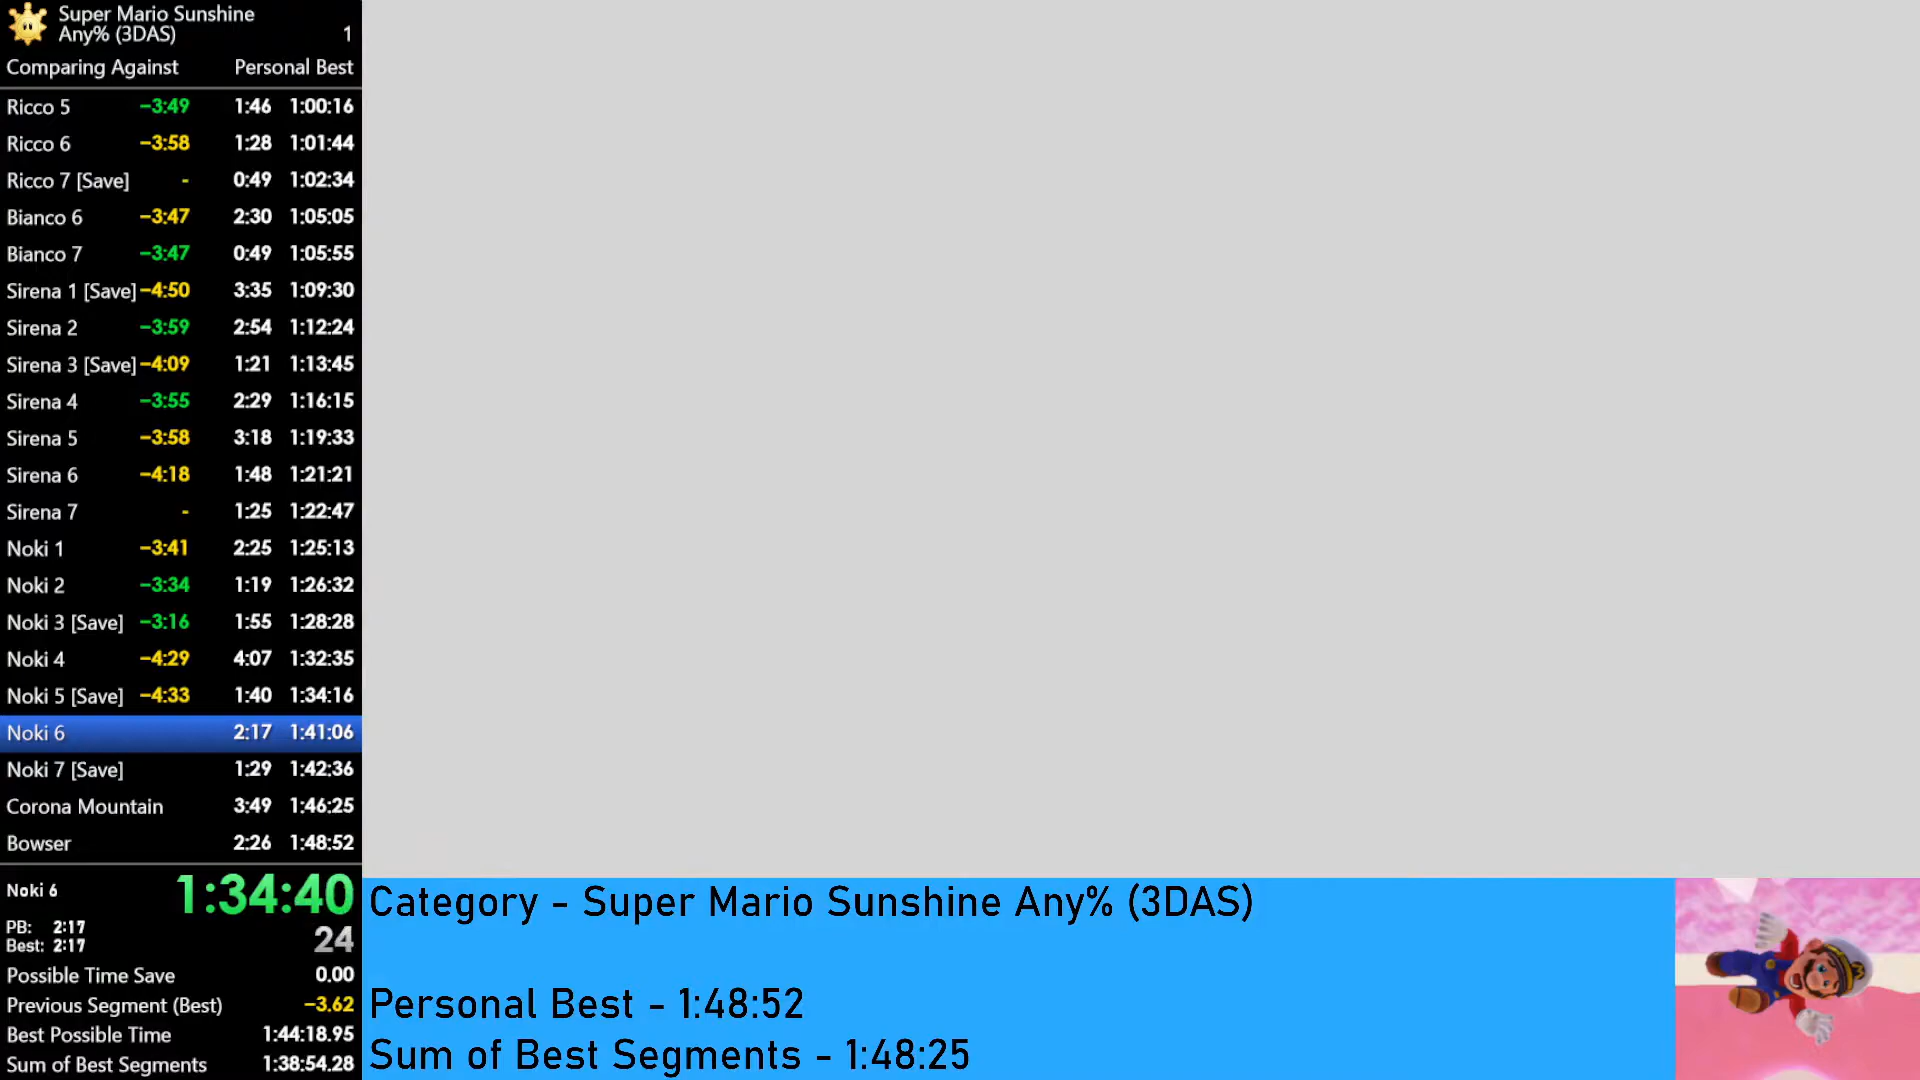 Super Mario Sunshine
Any% (3DAS) 1
Comparing Against Personal Best
Ricco 5 −3:49 1:46 1:00:16
Ricco 6 −3:58 1:28 1:01:44
Ricco 7 [Save] - 0:49 1:02:34
Bianco 6 −3:47 2:30 1:05:05
Bianco 7 −3:47 0:49 1:05:55
Sirena 1 [Save] −4:50 3:35 1:09:30
Sirena 2 −3:59 2:54 1:12:24
Sirena 3 [Save] −4:09 1:21 1:13:45
Sirena 4 −3:55 2:29 1:16:15
Sirena 5 −3:58 3:18 1:19:33
Sirena 6 −4:18 1:48 1:21:21
Sirena 7 - 1:25 1:22:47
Noki 1 −3:41 2:25 1:25:13
Noki 2 −3:34 1:19 1:26:32
Noki 3 [Save] −3:16 1:55 1:28:28
Noki 4 −4:29 4:07 1:32:35
Noki 5 [Save] −4:33 1:40 1:34:16
Noki 6 2:17 1:41:06
Noki 7 [Save] 1:29 1:42:36
Corona Mountain 3:49 1:46:25
Bowser 2:26 1:48:52
Noki 6 1:34:40
PB: 2:17
Best: 2:17 24
Possible Time Save 0.00
Previous Segment (Best) −3.62
Best Possible Time 1:44:18.95
Sum of Best Segments 1:38:54.28
Category - Super Mario Sunshine Any% (3DAS)
Personal Best - 1:48:52
Sum of Best Segments - 1:48:25